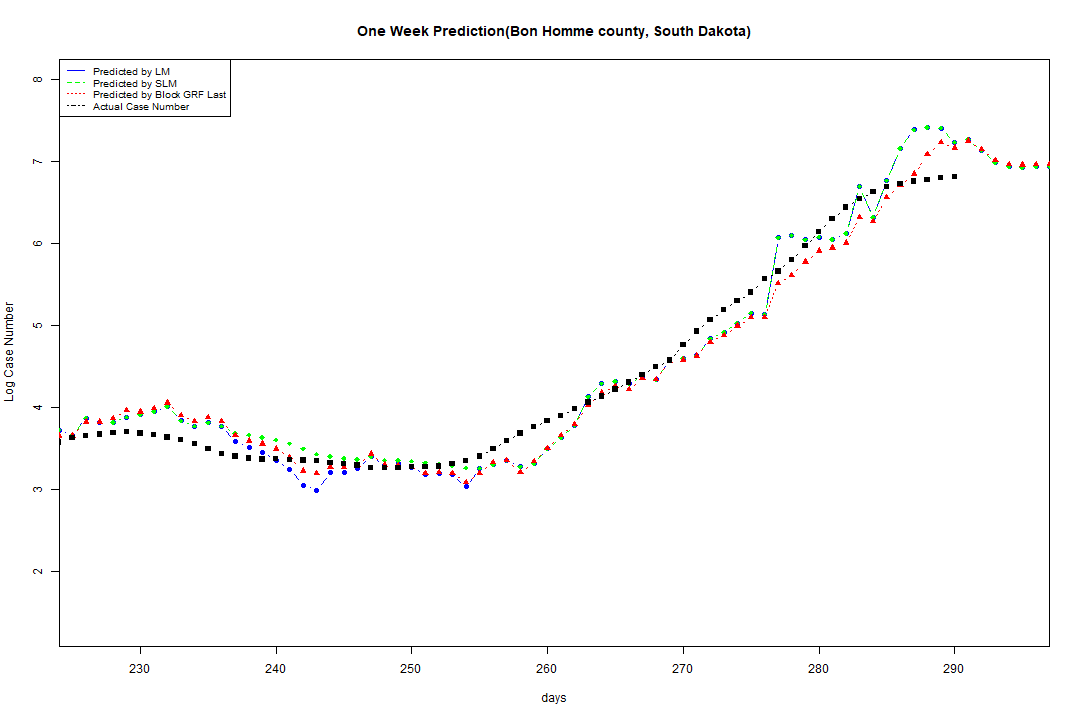 One Week Prediction(Bon Homme county, South Dakota)
Predicted by LM
Predicted by SLM
Predicted by Block GRF Last
Actual Case Number
8
7
6
5
4
3
2
Log Case Number
230 240 250 260 270 280 290
days